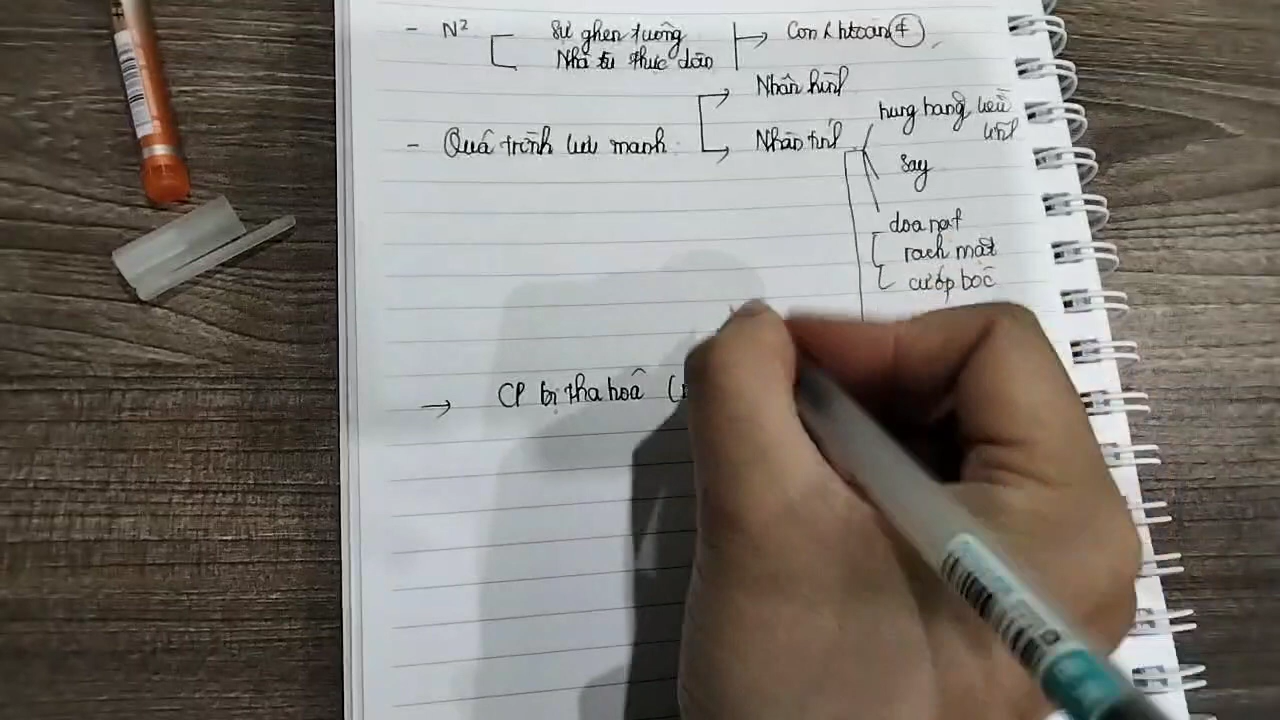 - N² Sự ghen tuông → Con
Nhà tù thực dân
Nhân hình
hung hăng liều
- Quá trình lưu manh Nhân tính lĩnh
say
doạ nạt
rạch mặt
cướp bóc
→ CP bị tha hoá (